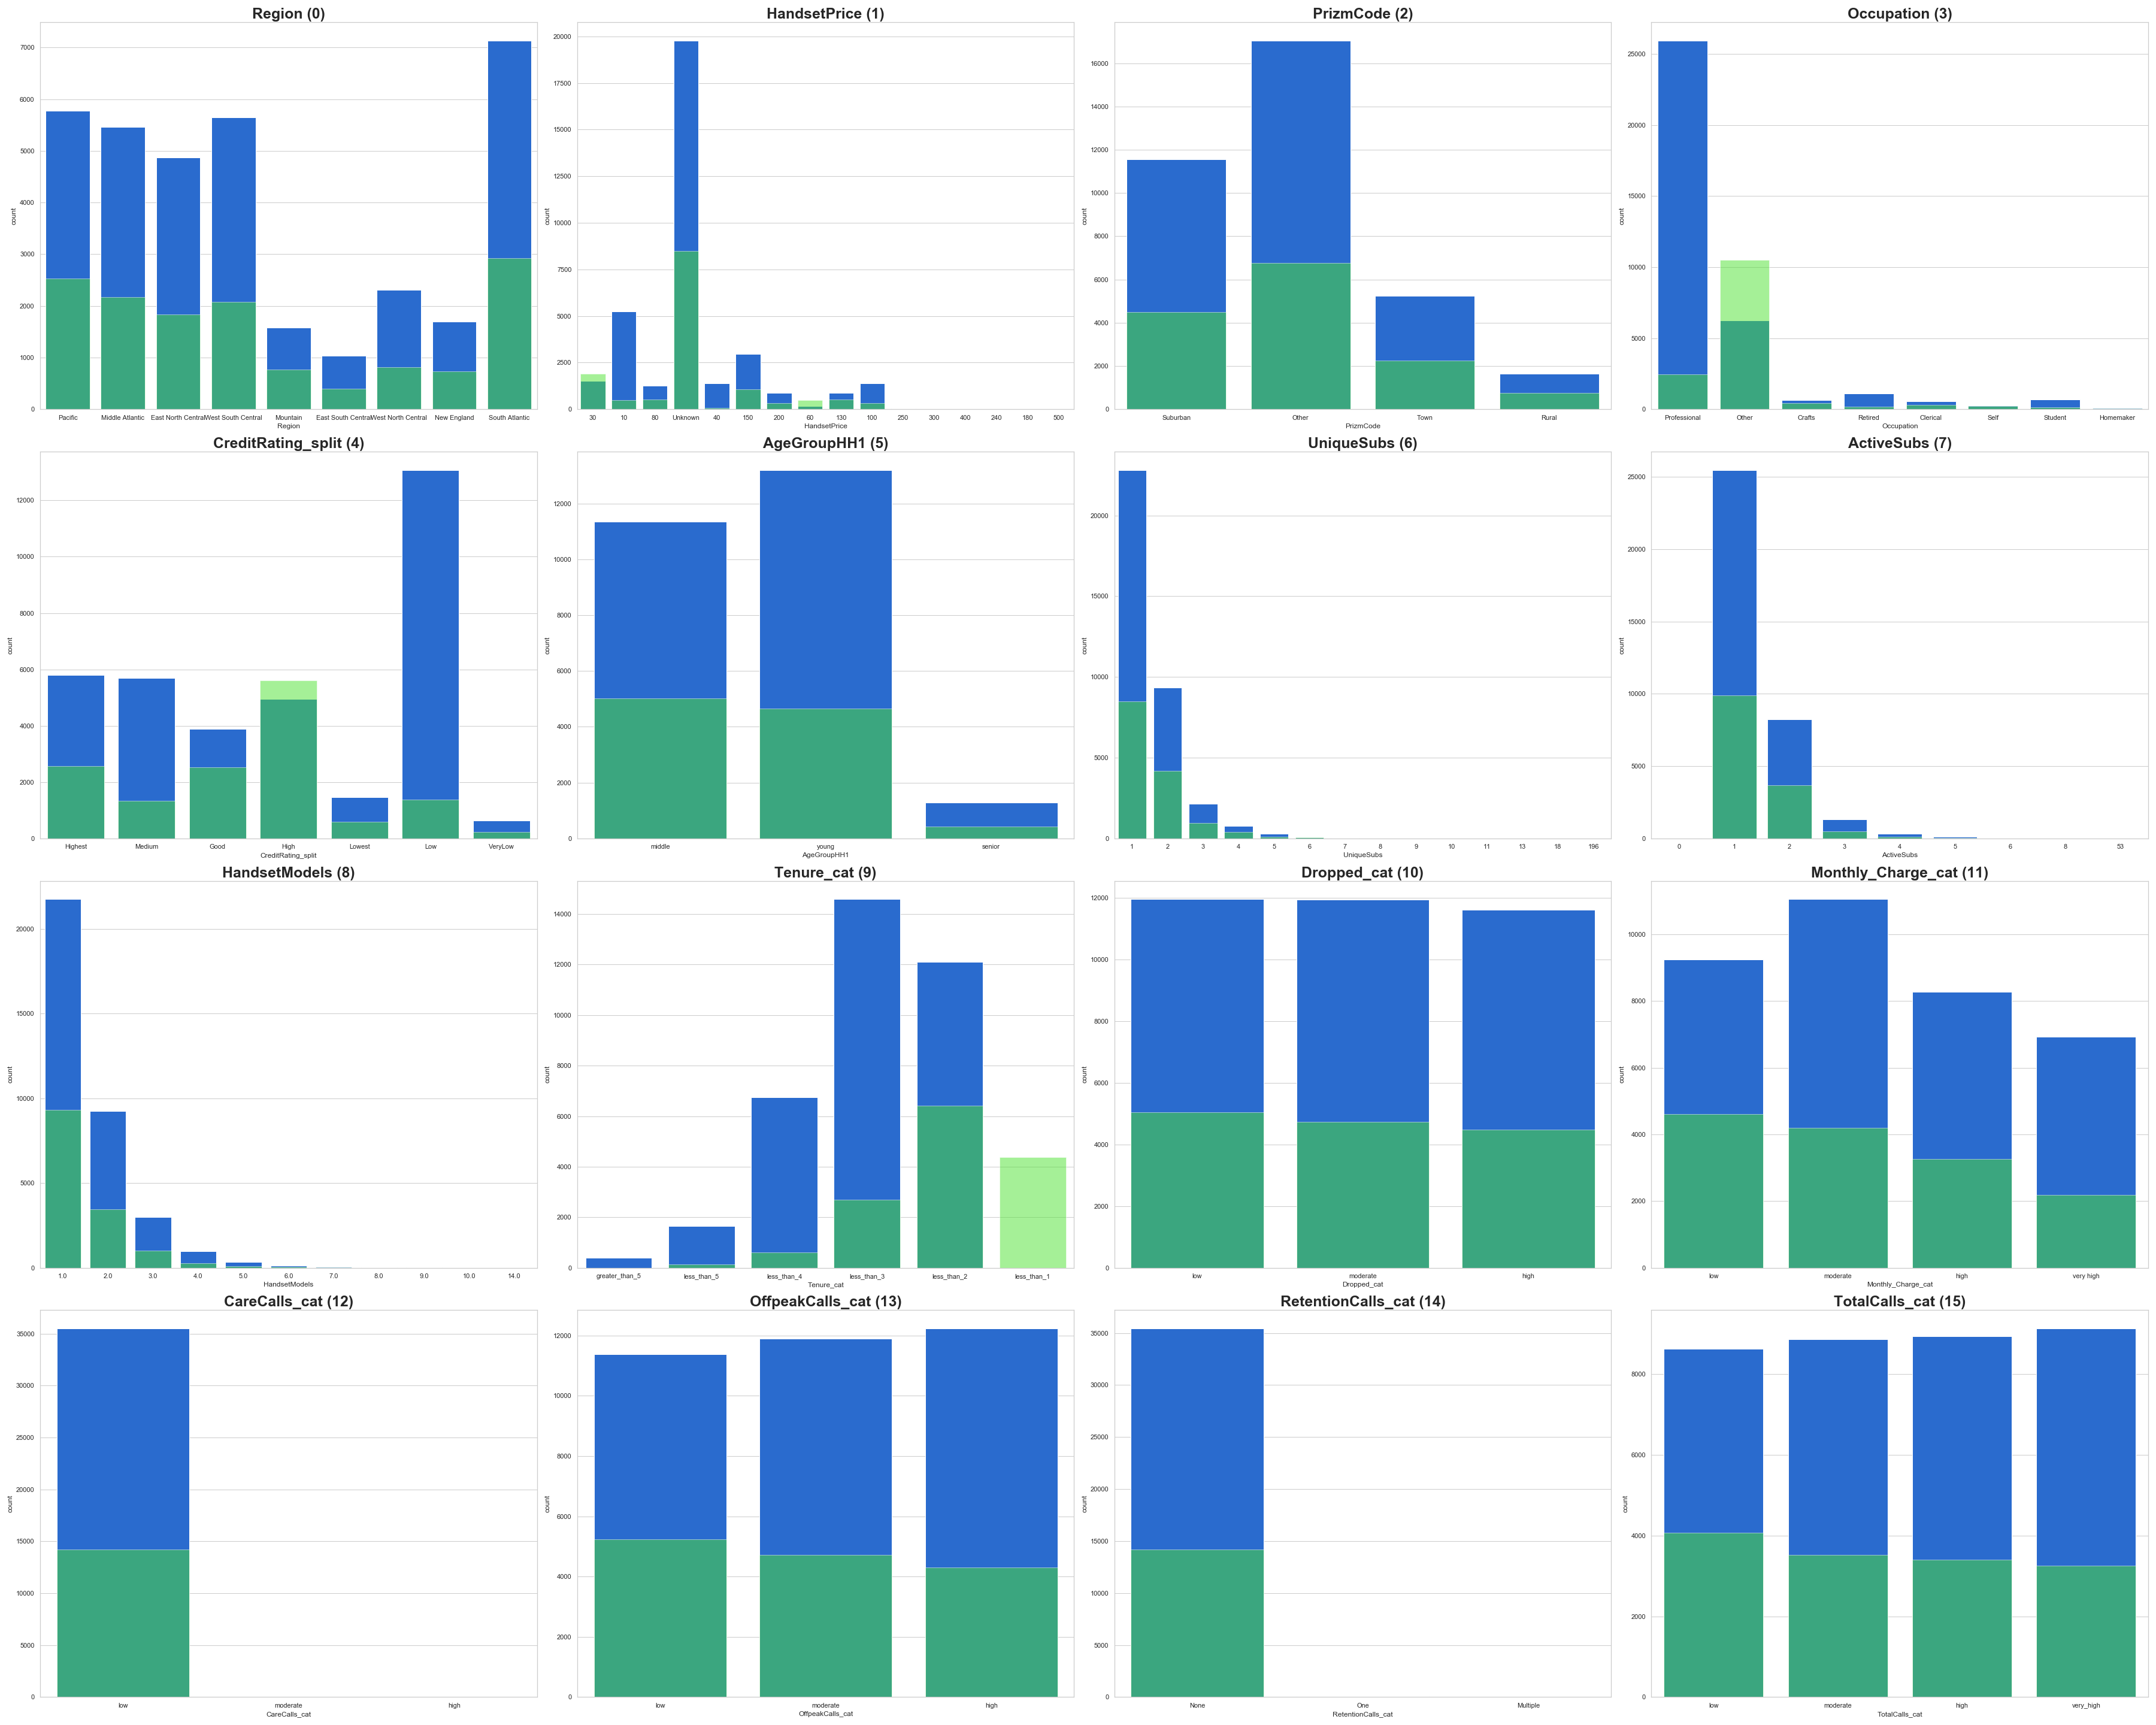 Region (0)
7000
6000
5000
4000
3000
2000
1000
0
count
Pacific Middle Atlantic East North Central West South Central Mountain East South Central West North Central New England South Atlantic
Region
HandsetPrice (1)
20000
17500
15000
12500
10000
7500
5000
2500
0
count
30 10 80 Unknown 40 150 200 60 130 100 250 300 400 240 180 500
HandsetPrice
PrizmCode (2)
16000
14000
12000
10000
8000
6000
4000
2000
0
count
Suburban Other Town Rural
PrizmCode
Occupation (3)
25000
20000
15000
10000
5000
0
count
Professional Other Crafts Retired Clerical Self Student Homemaker
Occupation
CreditRating_split (4)
12000
10000
8000
6000
4000
2000
0
count
Highest Medium Good High Lowest Low VeryLow
CreditRating_split
AgeGroupHH1 (5)
12000
10000
8000
6000
4000
2000
0
count
middle young senior
AgeGroupHH1
UniqueSubs (6)
20000
15000
10000
5000
0
count
1 2 3 4 5 6 7 8 9 10 11 13 18 196
UniqueSubs
ActiveSubs (7)
25000
20000
15000
10000
5000
0
count
0 1 2 3 4 5 6 8 53
ActiveSubs
HandsetModels (8)
20000
15000
10000
5000
0
count
1.0 2.0 3.0 4.0 5.0 6.0 7.0 8.0 9.0 10.0 14.0
HandsetModels
Tenure_cat (9)
14000
12000
10000
8000
6000
4000
2000
0
count
greater_than_5 less_than_5 less_than_4 less_than_3 less_than_2 less_than_1
Tenure_cat
Dropped_cat (10)
12000
10000
8000
6000
4000
2000
0
count
low moderate high
Dropped_cat
Monthly_Charge_cat (11)
10000
8000
6000
4000
2000
0
count
low moderate high very high
Monthly_Charge_cat
CareCalls_cat (12)
35000
30000
25000
20000
15000
10000
5000
0
count
low moderate high
CareCalls_cat
OffpeakCalls_cat (13)
12000
10000
8000
6000
4000
2000
0
count
low moderate high
OffpeakCalls_cat
RetentionCalls_cat (14)
35000
30000
25000
20000
15000
10000
5000
0
count
None One Multiple
RetentionCalls_cat
TotalCalls_cat (15)
8000
6000
4000
2000
0
count
low moderate high very_high
TotalCalls_cat